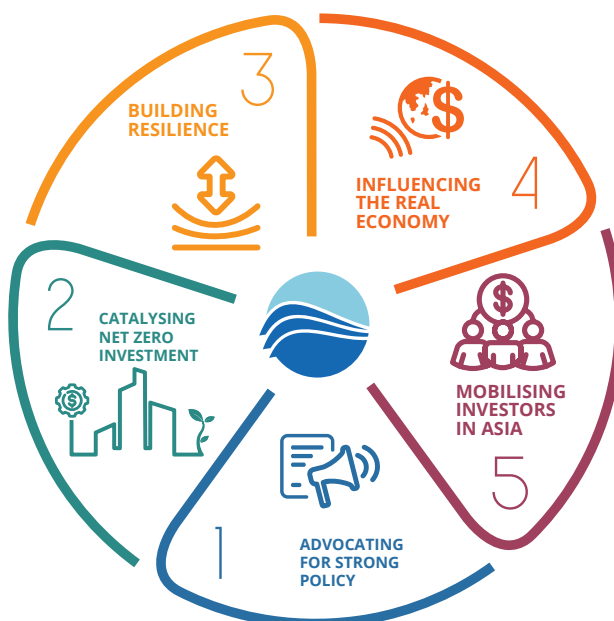 3
BUILDING
RESILIENCE
$
4
INFLUENCING
THE REAL
ECONOMY
2
CATALYSING
NET ZERO
INVESTMENT
$
$
MOBILISING
INVESTORS
IN ASIA
5
1
ADVOCATING
FOR STRONG
POLICY